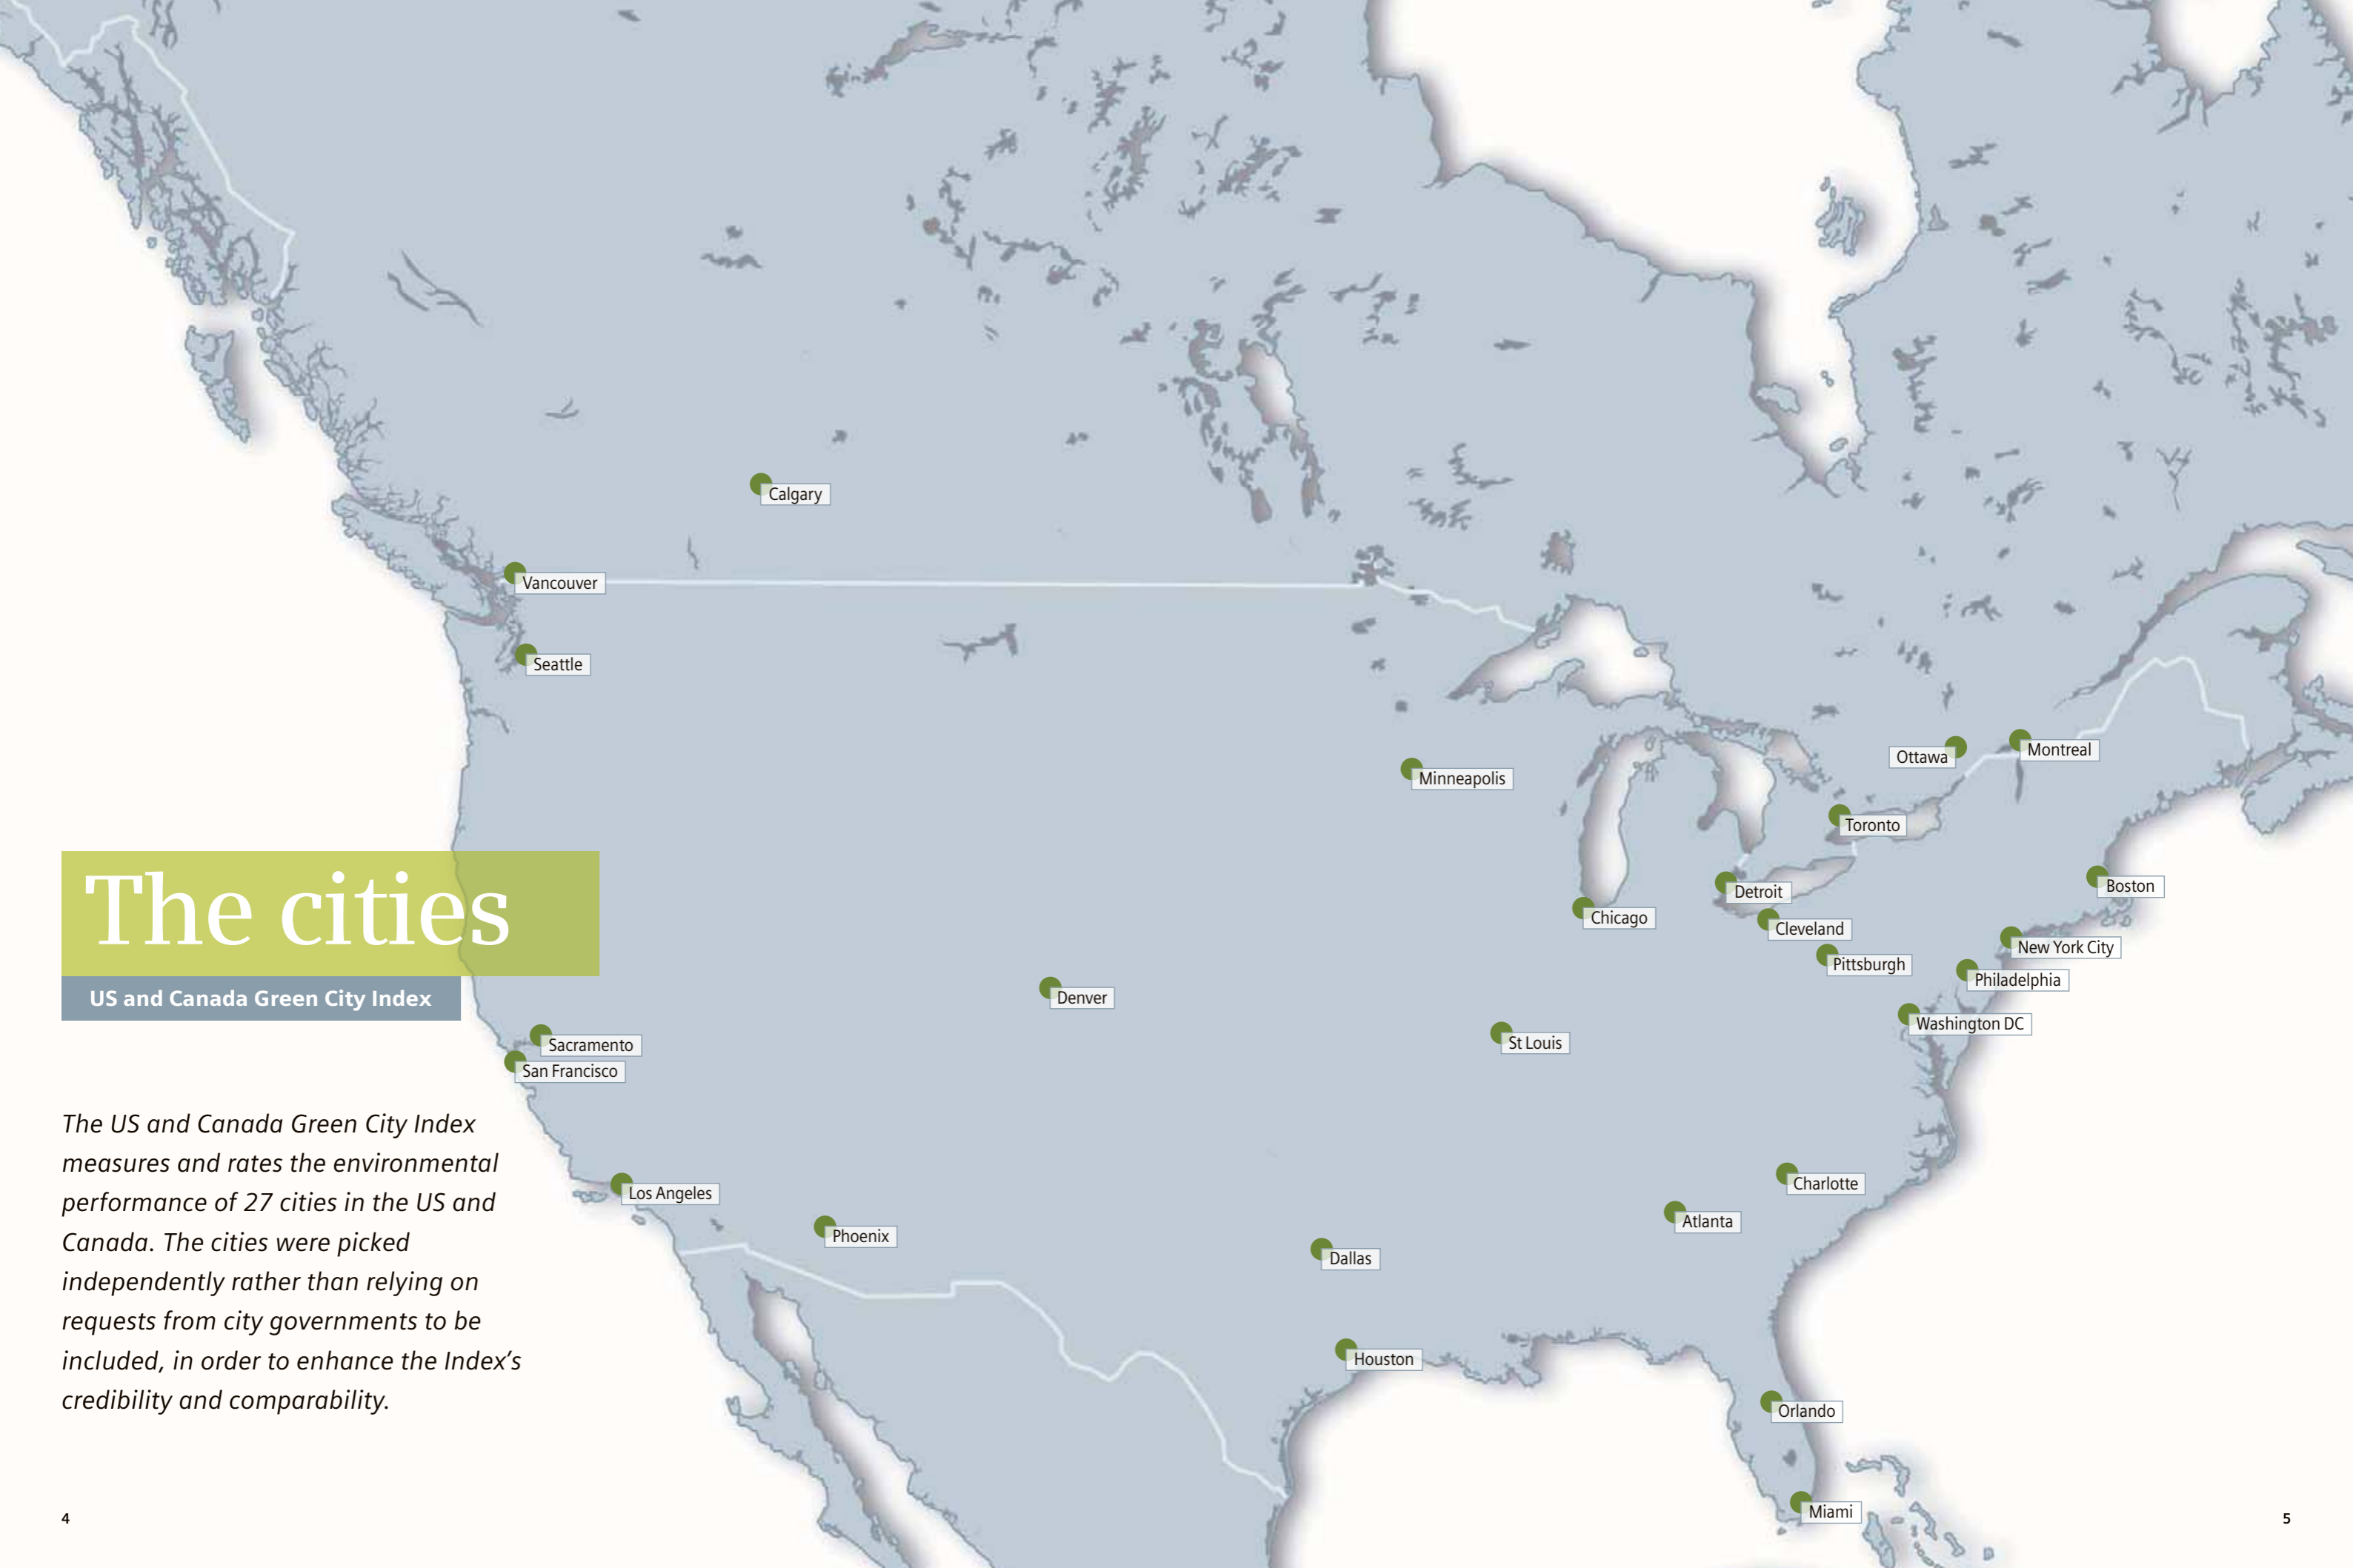 Calgary
Vancouver
Seattle
Minneapolis
Ottawa
Montreal
Toronto
Detroit
Boston
Chicago
Cleveland
New York City
Pittsburgh
Philadelphia
Denver
Washington DC
St Louis
Sacramento
San Francisco
Los Angeles
Charlotte
Atlanta
Phoenix
Dallas
Houston
Orlando
Miami
The cities
US and Canada Green City Index
The US and Canada Green City Index
measures and rates the environmental
performance of 27 cities in the US and
Canada. The cities were picked
independently rather than relying on
requests from city governments to be
included, in order to enhance the Index’s
credibility and comparability.
4
5